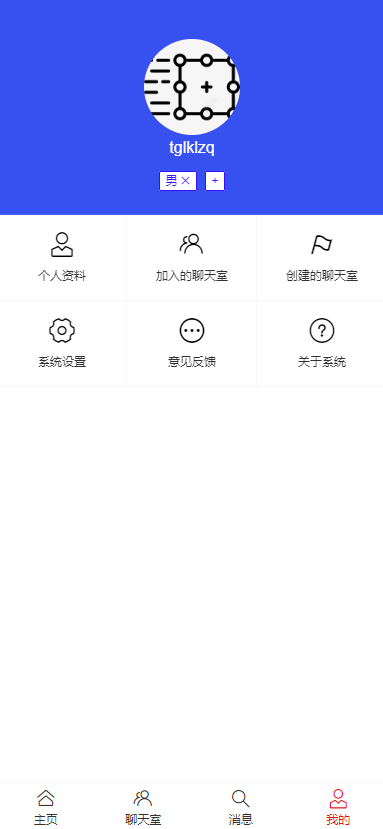 tglklzq
男 × +
个人资料 加入的聊天室 创建的聊天室
系统设置 意见反馈 关于系统
主页 聊天室 消息 我的